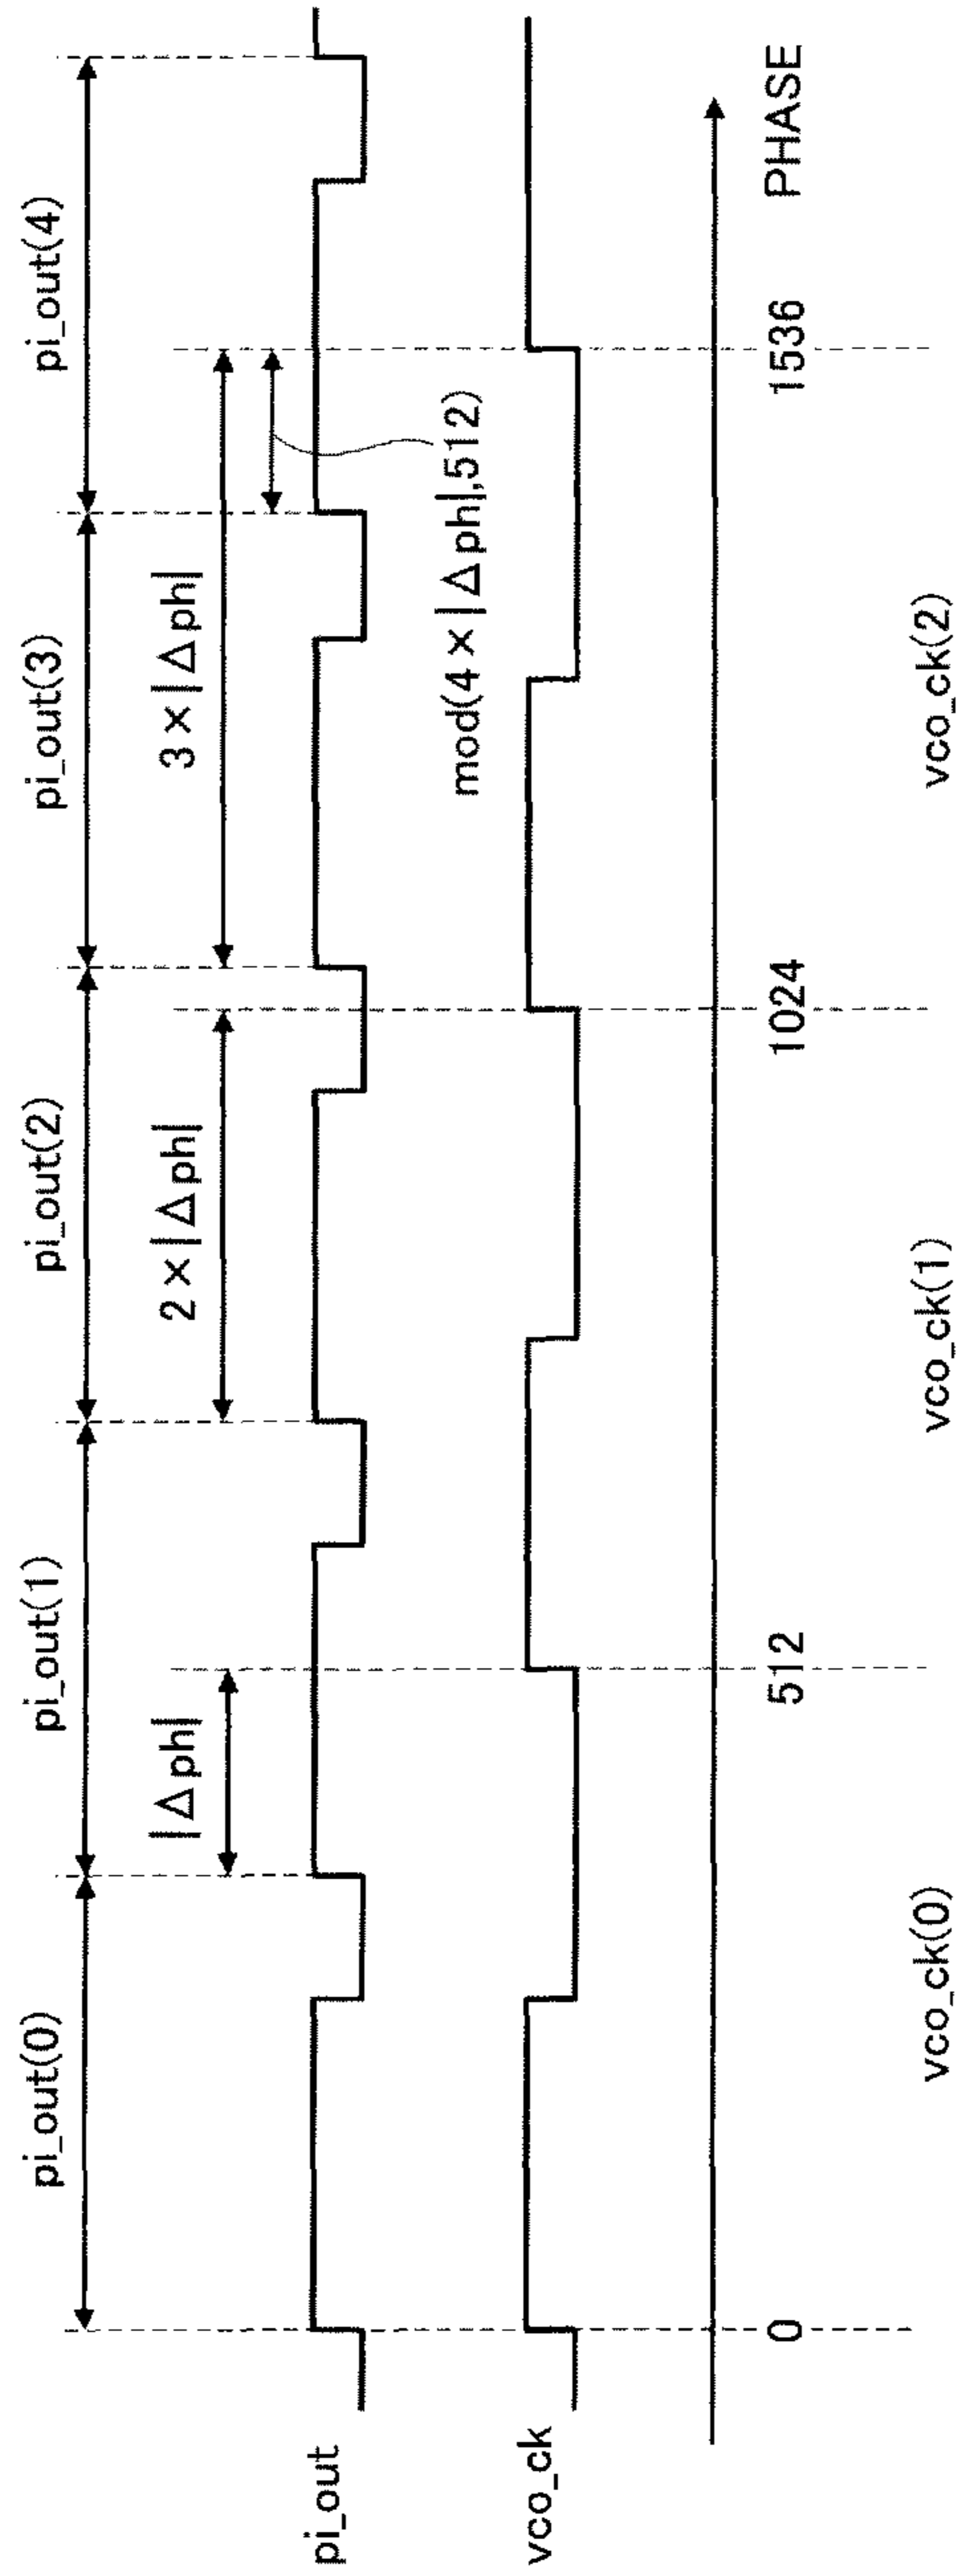 pi_out(0) pi_out(1) pi_out(2) pi_out(3) pi_out(4)
|Δph| 2×|Δph| 3×|Δph|
pi_out
mod(4×|Δph|,512)
vco_ck
0 512 1024 1536 PHASE
vco_ck(0) vco_ck(1) vco_ck(2)